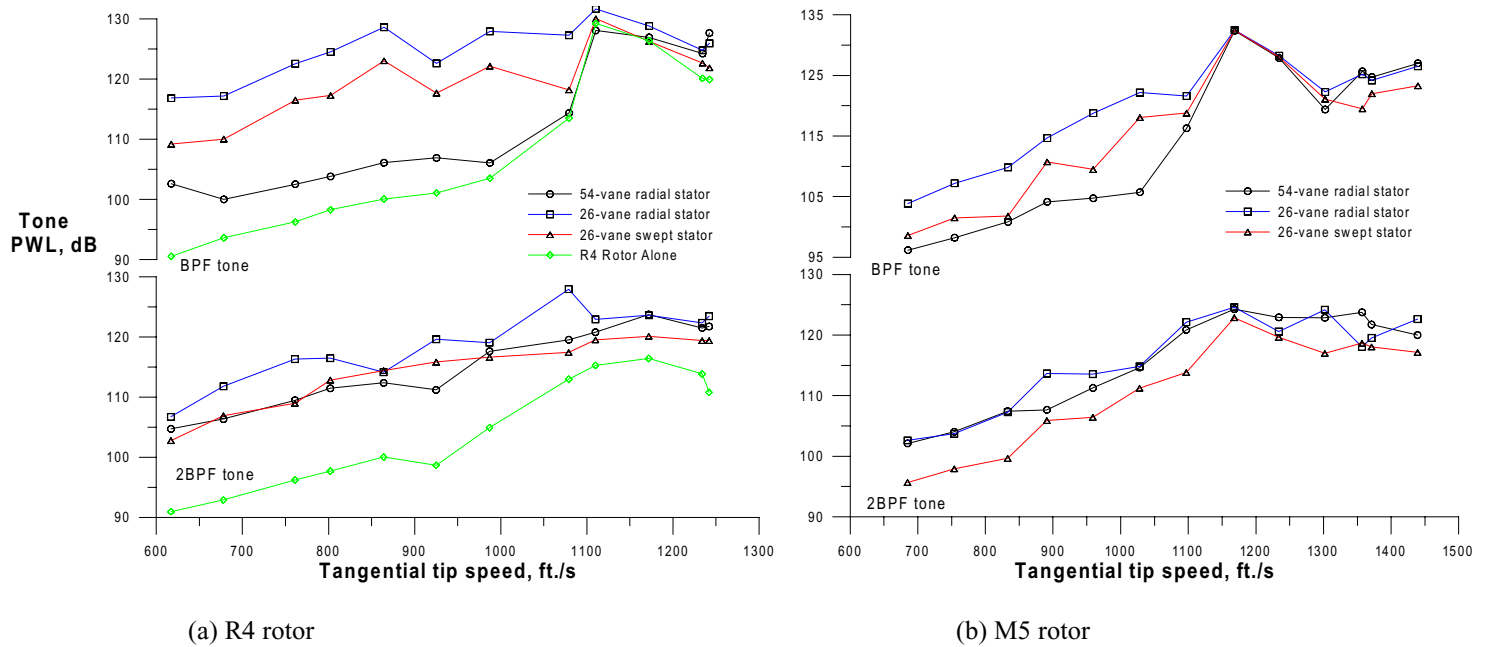 130
120
110
100
90
Tone
PWL, dB
54-vane radial stator
26-vane radial stator
26-vane swept stator
R4 Rotor Alone
BPF tone
130
120
110
100
90
2BPF tone
600 700 800 900 1000 1100 1200 1300
Tangential tip speed, ft./s
(a) R4 rotor
135
125
115
105
95
54-vane radial stator
26-vane radial stator
26-vane swept stator
BPF tone
130
120
110
100
90
2BPF tone
600 700 800 900 1000 1100 1200 1300 1400 1500
Tangential tip speed, ft./s
(b) M5 rotor